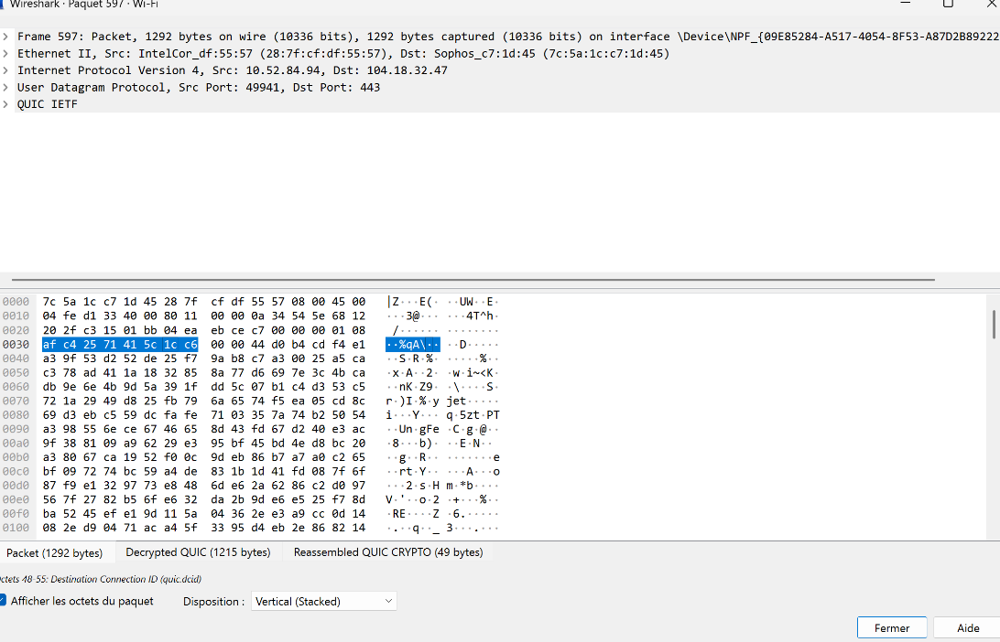 Wireshark · Paquet 597 · Wi-Fi
Frame 597: Packet, 1292 bytes on wire (10336 bits), 1292 bytes captured (10336 bits) on interface \Device\NPF_{09E85284-A517-4054-8F53-A87D2B89222
Ethernet II, Src: IntelCor_df:55:57 (28:7f:cf:df:55:57), Dst: Sophos_c7:1d:45 (7c:5a:1c:c7:1d:45)
Internet Protocol Version 4, Src: 10.52.84.94, Dst: 104.18.32.47
User Datagram Protocol, Src Port: 49941, Dst Port: 443
QUIC IETF
0000 7c 5a 1c c7 1d 45 28 7f cf df 55 57 08 00 45 00 |Z···E(· ··UW··E·
0010 04 fe d1 33 40 00 80 11 00 00 0a 34 54 5e 68 12 ···3@··· ···4T^h·
0020 20 2f c3 15 01 bb 04 ea eb ce c7 00 00 00 01 08 /······ ········
0030 af c4 25 71 41 5c 1c c6 00 00 44 d0 b4 cd f4 e1 ··%qA\·· ··D·····
0040 a3 9f 53 d2 52 de 25 f7 9a b8 c7 a3 00 25 a5 ca ··S·R·%· ·····%··
0050 c3 78 ad 41 1a 18 32 85 8a 77 d6 69 7e 3c 4b ca ·x·A··2· ·w·i~<K·
0060 db 9e 6e 4b 9d 5a 39 1f dd 5c 07 b1 c4 d3 53 c5 ··nK·Z9· ·\····S·
0070 72 1a 29 49 d8 25 fb 79 6a 65 74 f5 ea 05 cd 8c r·)I·%·y jet·····
0080 69 d3 eb c5 59 dc fa fe 71 03 35 7a 74 b2 50 54 i···Y··· q·5zt·PT
0090 a3 98 55 6e ce 67 46 65 8d 43 fd 67 d2 40 e3 ac ··Un·gFe ·C·g·@··
00a0 9f 38 81 09 a9 62 29 e3 95 bf 45 bd 4e d8 bc 20 ·8···b)· ··E·N··
00b0 a3 80 67 ca 19 52 f0 0c 9d eb 86 b7 a7 a0 c2 65 ··g··R·· ·······e
00c0 bf 09 72 74 bc 59 a4 de 83 1b 1d 41 fd 08 7f 6f ··rt·Y·· ···A···o
00d0 87 f9 e1 32 97 73 e8 48 6d e6 2a 62 86 c2 d0 97 ···2·s·H m·*b····
00e0 56 7f 27 82 b5 6f e6 32 da 2b 9d e6 e5 25 f7 8d V·'··o·2 ·+···%··
00f0 ba 52 45 ef e1 9d 11 5a 04 36 2e e3 a9 cc 0d 14 ·RE····Z ·6.·····
0100 08 2e d9 04 71 ac a4 5f 33 95 d4 eb 2e 86 82 14 ·.··q··_ 3···.···
Packet (1292 bytes) Decrypted QUIC (1215 bytes) Reassembled QUIC CRYPTO (49 bytes)
ctets 48-55: Destination Connection ID (quic.dcid)
Afficher les octets du paquet Disposition : Vertical (Stacked)
Fermer Aide